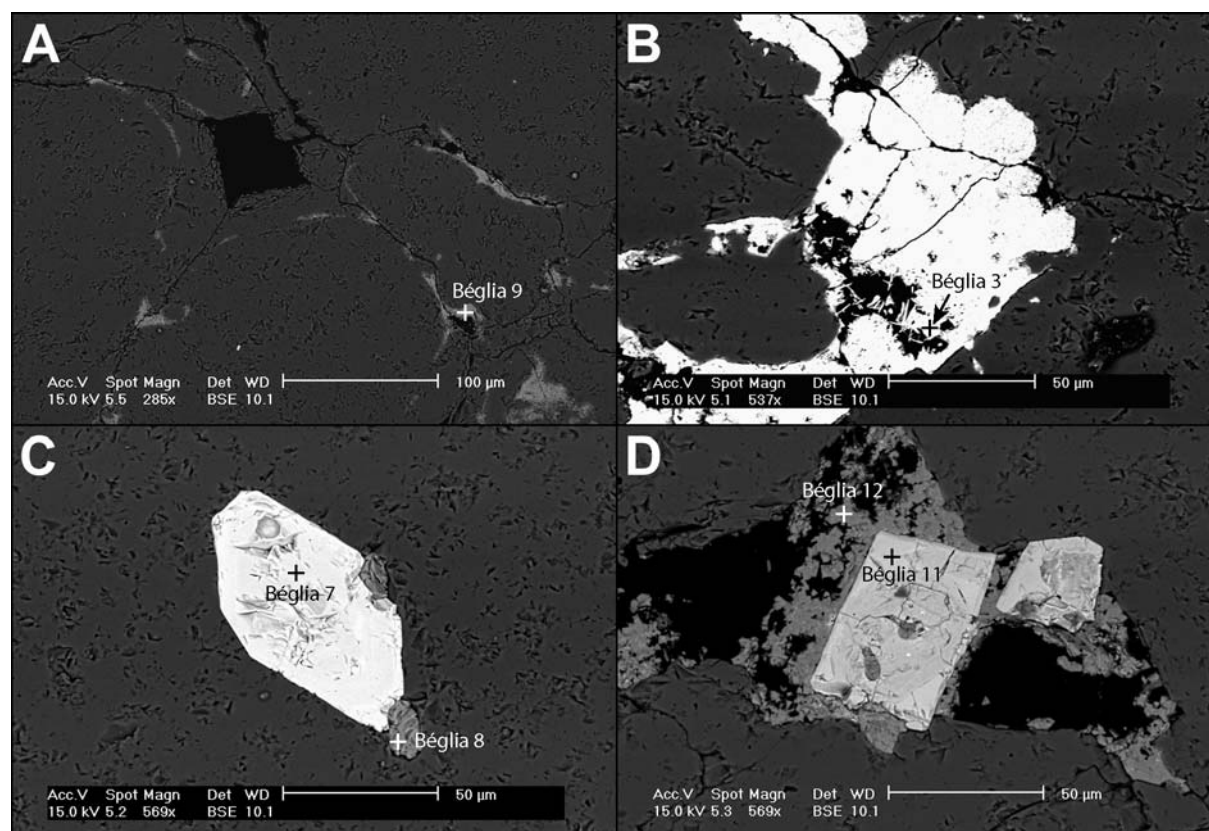 A
Béglia 9
Acc.V Spot Magn Det WD 100 µm
15.0 kV 5.5 285x BSE 10.1
B
Béglia 3
Acc.V Spot Magn Det WD 50 µm
15.0 kV 5.1 537x BSE 10.1
C
Béglia 7
Béglia 8
Acc.V Spot Magn Det WD 50 µm
15.0 kV 5.2 569x BSE 10.1
D
Béglia 12
Béglia 11
Acc.V Spot Magn Det WD 50 µm
15.0 kV 5.3 569x BSE 10.1